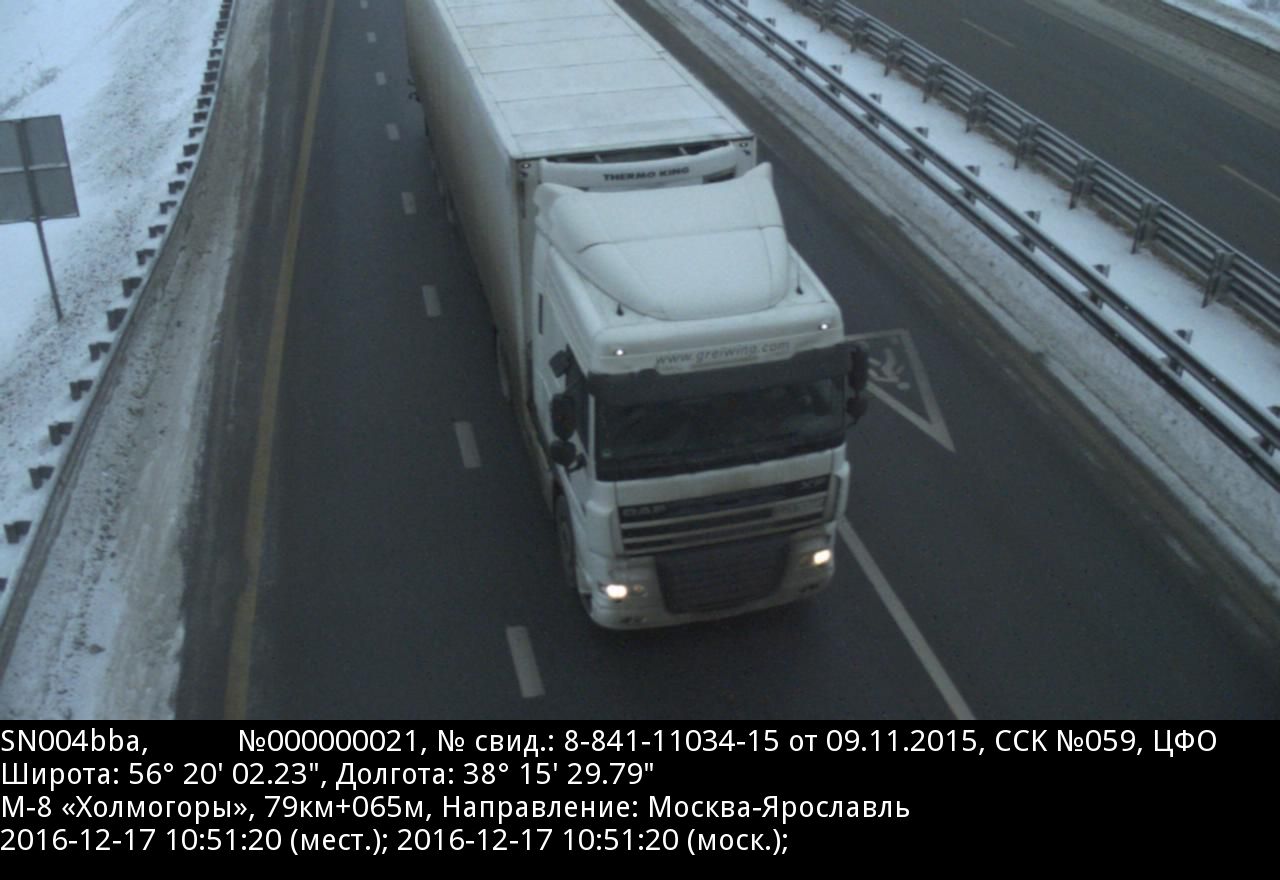 THERMO KING
www.greiwing.com
DAF XF
SN004bba, №000000021, № свид.: 8-841-11034-15 от 09.11.2015, ССК №059, ЦФО
Широта: 56° 20' 02.23", Долгота: 38° 15' 29.79"
М-8 «Холмогоры», 79км+065м, Направление: Москва-Ярославль
2016-12-17 10:51:20 (мест.); 2016-12-17 10:51:20 (моск.);